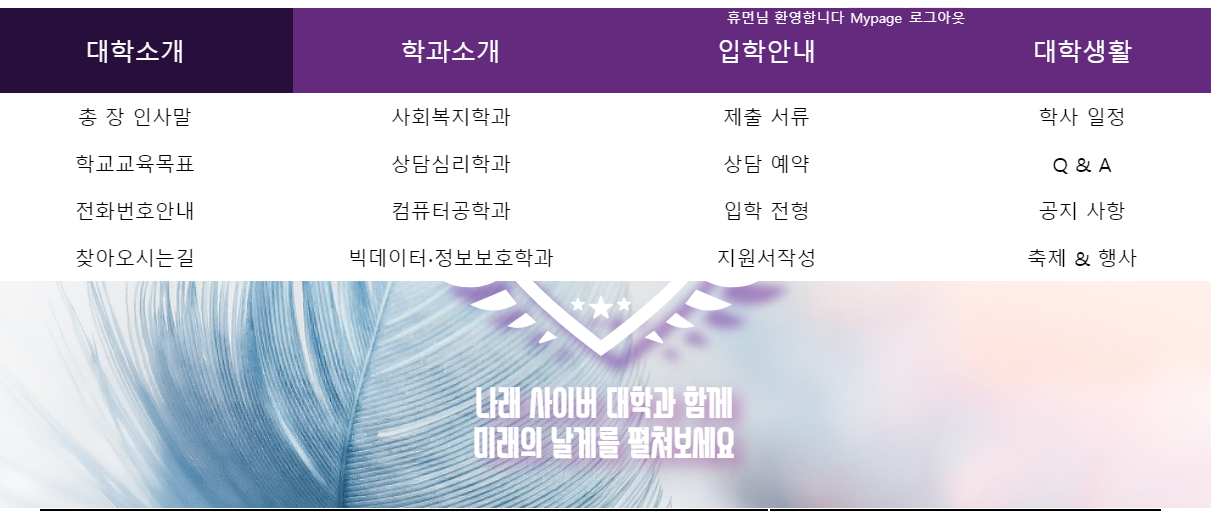 휴먼님 환영합니다 Mypage 로그아웃
대학소개 학과소개 입학안내 대학생활
총 장 인사말 사회복지학과 제출 서류 학사 일정
학교교육목표 상담심리학과 상담 예약 Q & A
전화번호안내 컴퓨터공학과 입학 전형 공지 사항
찾아오시는길 빅데이터·정보보호학과 지원서작성 축제 & 행사
나래 사이버 대학과 함께
미래의 날개를 펼쳐보세요